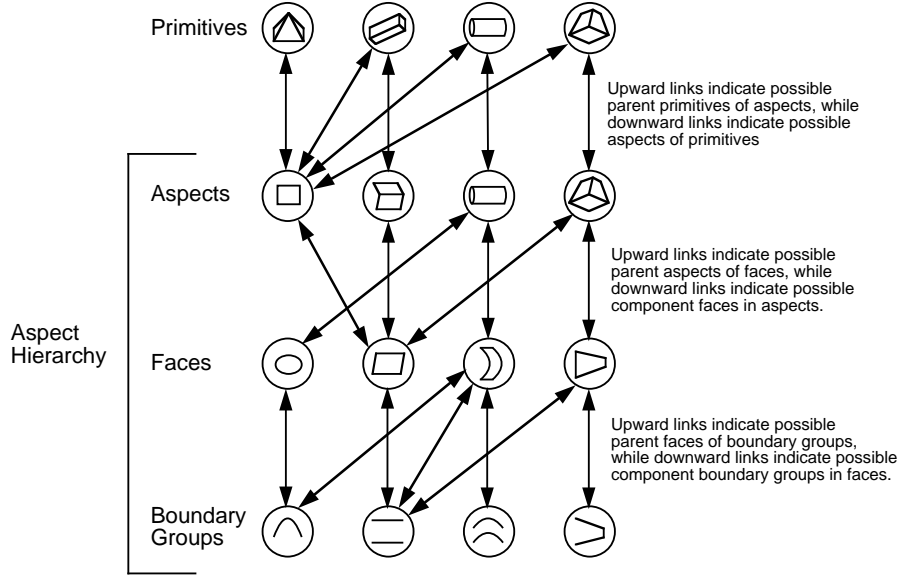 Primitives
Upward links indicate possible
parent primitives of aspects, while
downward links indicate possible
aspects of primitives
Aspects
Upward links indicate possible
parent aspects of faces, while
downward links indicate possible
component faces in aspects.
Aspect
Hierarchy
Faces
Upward links indicate possible
parent faces of boundary groups,
while downward links indicate possible
component boundary groups in faces.
Boundary
Groups